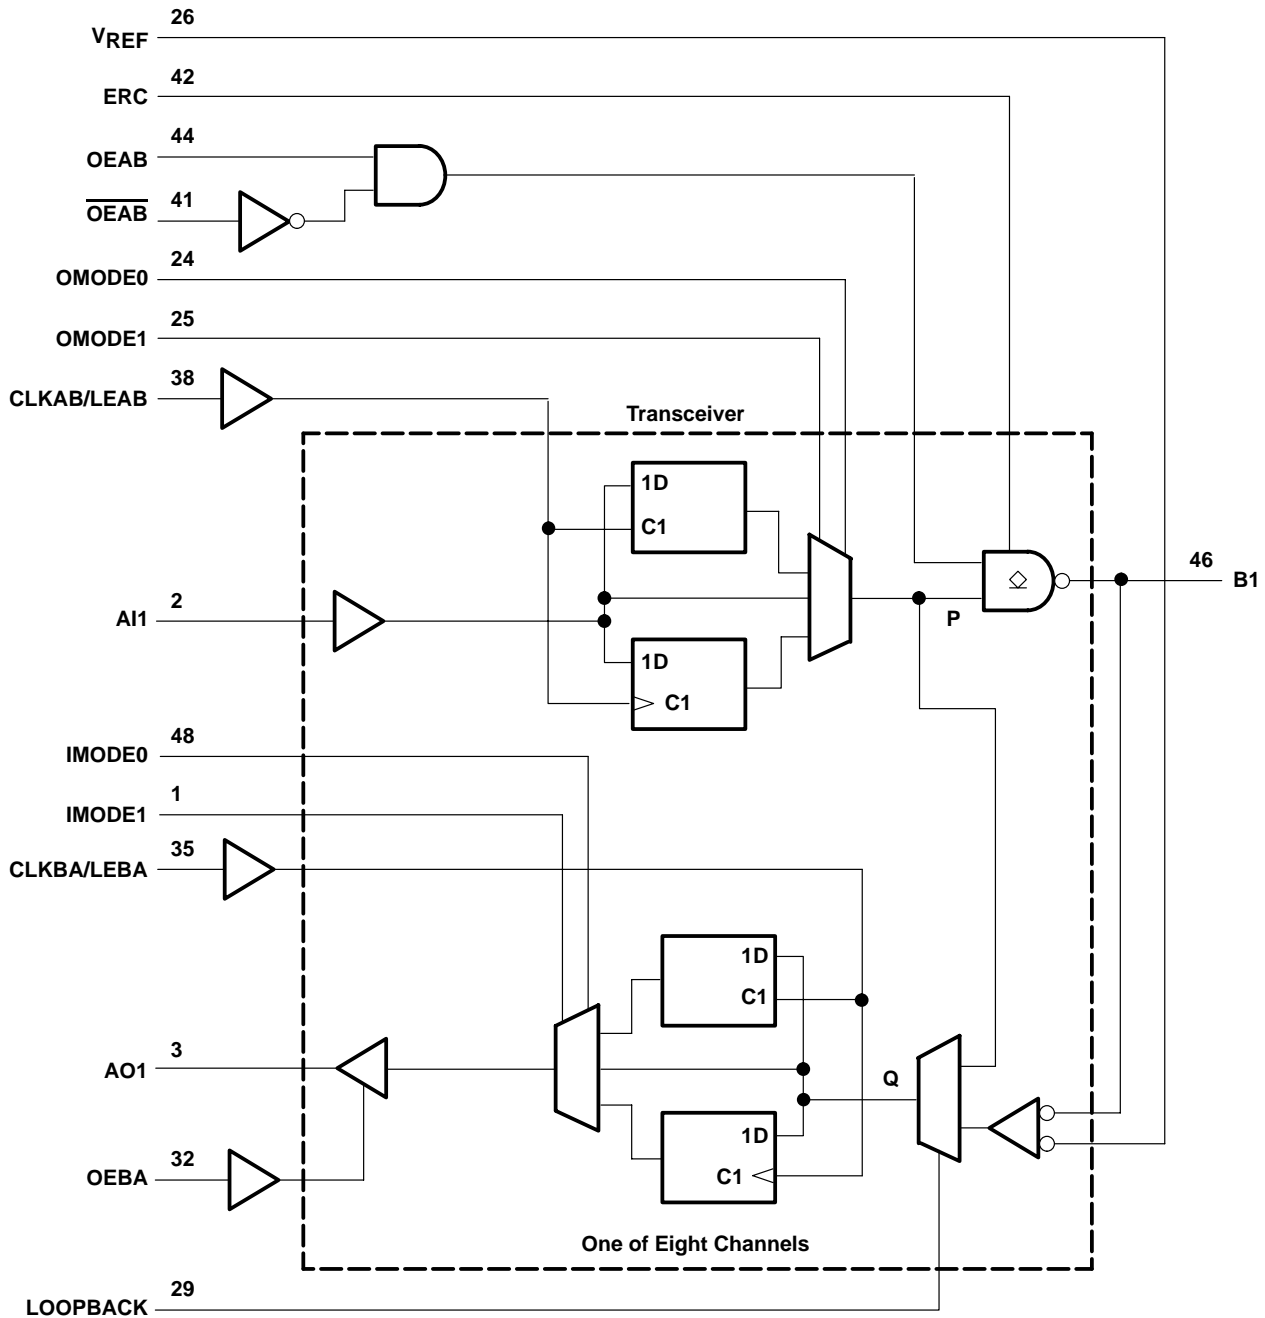 26
VREF
42
ERC
44
OEAB
41
OEAB
24
OMODE0
25
OMODE1
38
CLKAB/LEAB
Transceiver
1D
C1
46
B1
2
AI1
P
1D
C1
48
IMODE0
1
IMODE1
35
CLKBA/LEBA
1D
C1
3
AO1
Q
1D
C1
32
OEBA
One of Eight Channels
29
LOOPBACK